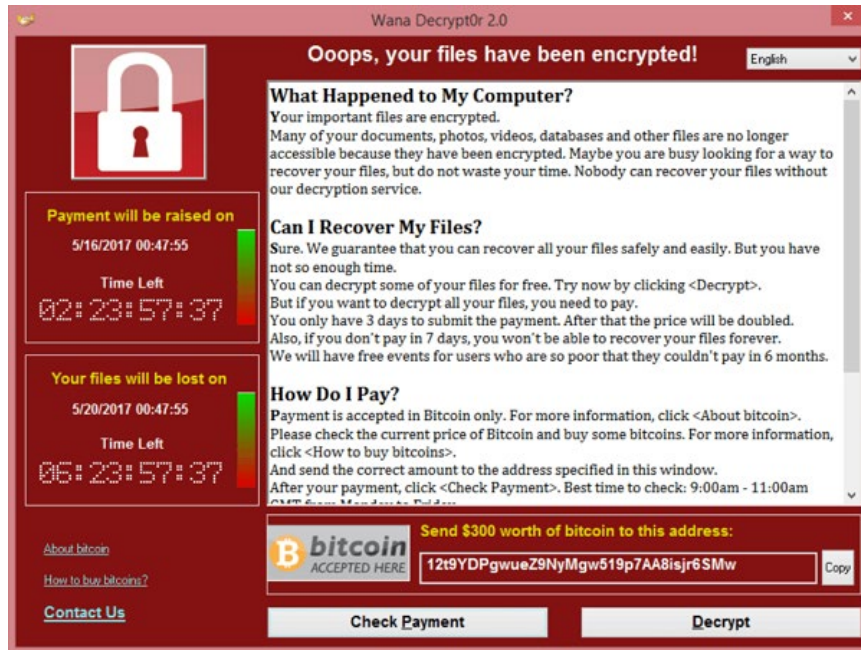 Wana Decrypt0r 2.0
Ooops, your files have been encrypted!
English
Payment will be raised on
5/16/2017 00:47:55
Time Left
02:23:57:37
Your files will be lost on
5/20/2017 00:47:55
Time Left
06:23:57:37
About bitcoin
How to buy bitcoins?
Contact Us
What Happened to My Computer?
Your important files are encrypted.
Many of your documents, photos, videos, databases and other files are no longer
accessible because they have been encrypted. Maybe you are busy looking for a way to
recover your files, but do not waste your time. Nobody can recover your files without
our decryption service.
Can I Recover My Files?
Sure. We guarantee that you can recover all your files safely and easily. But you have
not so enough time.
You can decrypt some of your files for free. Try now by clicking <Decrypt>.
But if you want to decrypt all your files, you need to pay.
You only have 3 days to submit the payment. After that the price will be doubled.
Also, if you don't pay in 7 days, you won't be able to recover your files forever.
We will have free events for users who are so poor that they couldn't pay in 6 months.
How Do I Pay?
Payment is accepted in Bitcoin only. For more information, click <About bitcoin>.
Please check the current price of Bitcoin and buy some bitcoins. For more information,
click <How to buy bitcoins>.
And send the correct amount to the address specified in this window.
After your payment, click <Check Payment>. Best time to check: 9:00am - 11:00am
GMT from Monday to Friday.
bitcoin
ACCEPTED HERE
Send $300 worth of bitcoin to this address:
12t9YDPgwueZ9NyMgw519p7AA8isjr6SMw
Copy
Check Payment
Decrypt